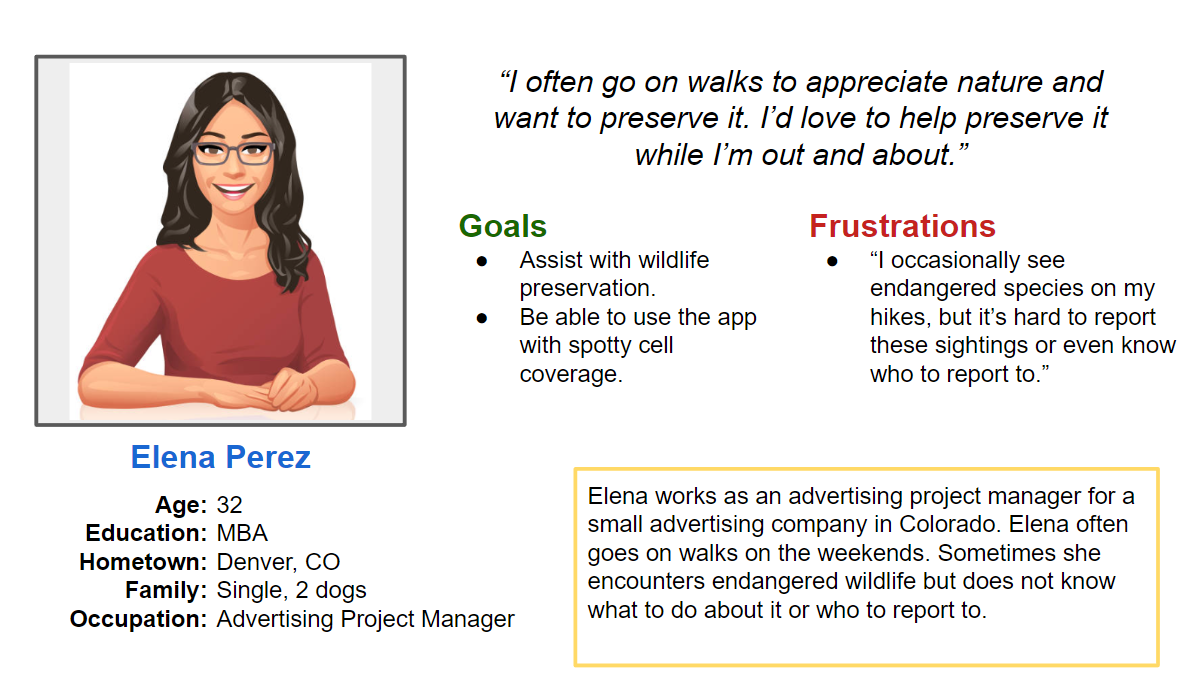 “I often go on walks to appreciate nature and
want to preserve it. I’d love to help preserve it
while I’m out and about.”
Goals
● Assist with wildlife
preservation.
● Be able to use the app
with spotty cell
coverage.
Frustrations
● “I occasionally see
endangered species on my
hikes, but it’s hard to report
these sightings or even know
who to report to.”
Elena Perez
Age: 32
Education: MBA
Hometown: Denver, CO
Family: Single, 2 dogs
Occupation: Advertising Project Manager
Elena works as an advertising project manager for a
small advertising company in Colorado. Elena often
goes on walks on the weekends. Sometimes she
encounters endangered wildlife but does not know
what to do about it or who to report to.